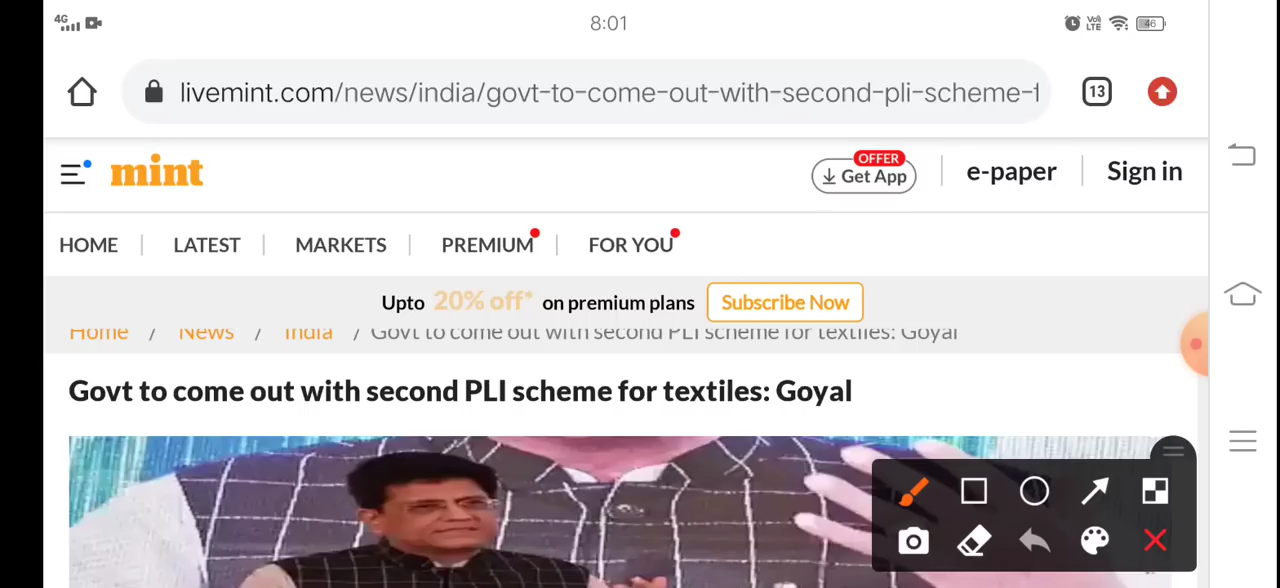 4G 8:01 Vo) LTE 46
livemint.com/news/india/govt-to-come-out-with-second-pli-scheme-f 13
mint OFFER Get App e-paper Sign in
HOME LATEST MARKETS PREMIUM FOR YOU
Upto 20% off* on premium plans Subscribe Now
Home / News / India / Govt to come out with second PLI scheme for textiles: Goyal
Govt to come out with second PLI scheme for textiles: Goyal